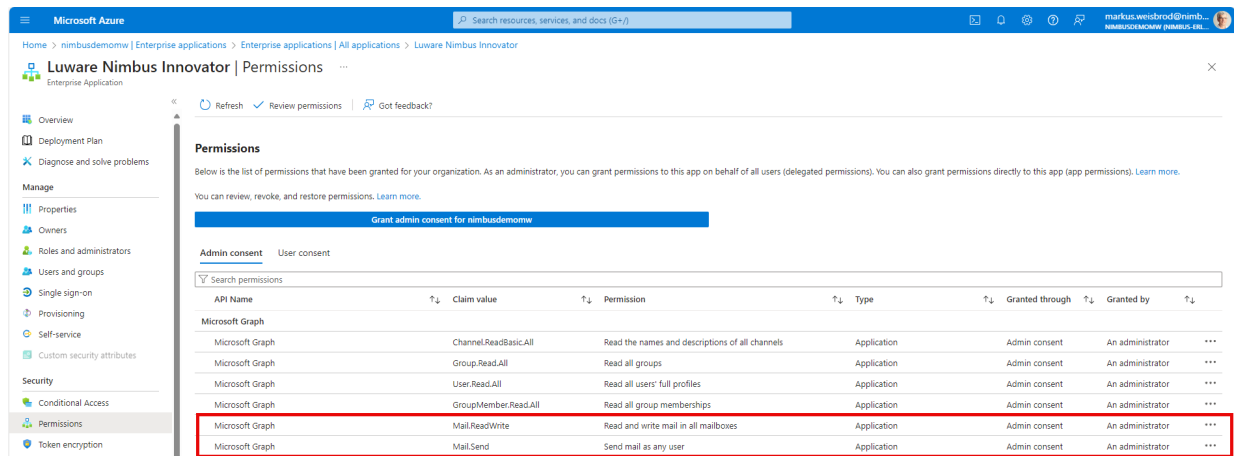 Microsoft Azure
Search resources, services, and docs (G+/)
markus.weisbrod@nimb...
NIMBUSDEMOMW (NIMBUS-ERL...
Home > nimbusdemomw | Enterprise applications > Enterprise applications | All applications > Luware Nimbus Innovator
Luware Nimbus Innovator | Permissions ...
Enterprise Application
Refresh Review permissions Got feedback?
Overview
Deployment Plan
Diagnose and solve problems
Manage
Properties
Owners
Roles and administrators
Users and groups
Single sign-on
Provisioning
Self-service
Custom security attributes
Security
Conditional Access
Permissions
Token encryption
Permissions
Below is the list of permissions that have been granted for your organization. As an administrator, you can grant permissions to this app on behalf of all users (delegated permissions). You can also grant permissions directly to this app (app permissions). Learn more.
You can review, revoke, and restore permissions. Learn more.
Grant admin consent for nimbusdemomw
Admin consent User consent
Search permissions
API Name Claim value Permission Type Granted through Granted by
Microsoft Graph
Microsoft Graph Channel.ReadBasic.All Read the names and descriptions of all channels Application Admin consent An administrator ...
Microsoft Graph Group.Read.All Read all groups Application Admin consent An administrator ...
Microsoft Graph User.Read.All Read all users' full profiles Application Admin consent An administrator ...
Microsoft Graph GroupMember.Read.All Read all group memberships Application Admin consent An administrator ...
Microsoft Graph Mail.ReadWrite Read and write mail in all mailboxes Application Admin consent An administrator ...
Microsoft Graph Mail.Send Send mail as any user Application Admin consent An administrator ...